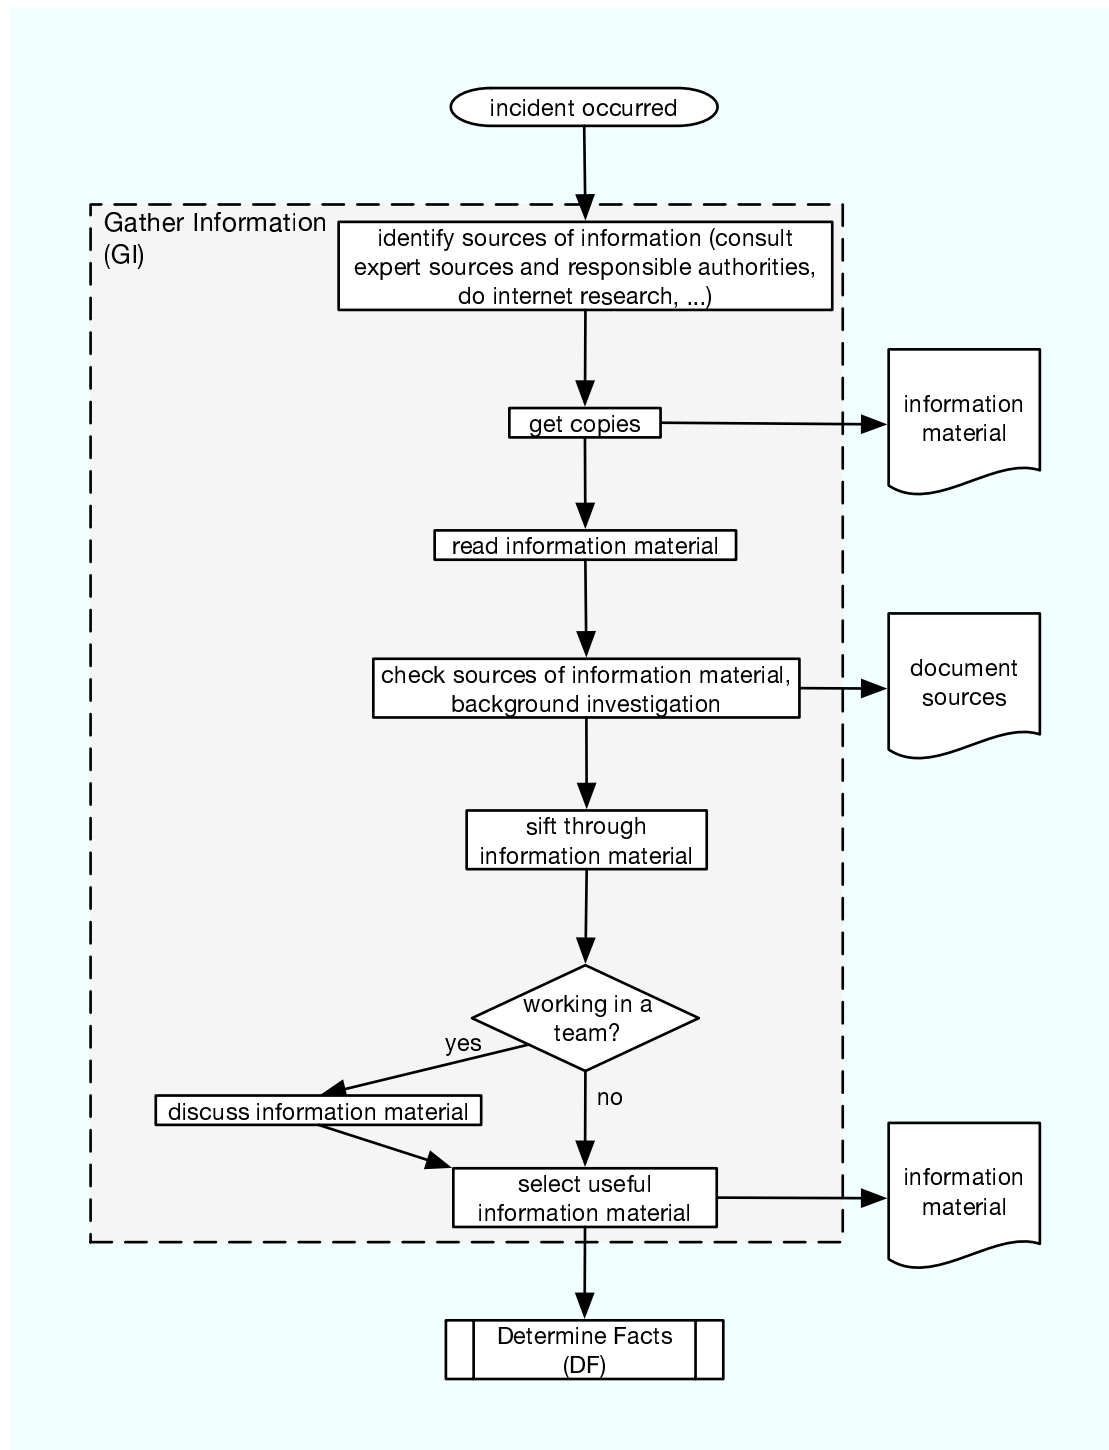 incident occurred
Gather Information
(GI)
identify sources of information (consult
expert sources and responsible authorities,
do internet research, ...)
get copies
information
material
read information material
check sources of information material,
background investigation
document
sources
sift through
information material
working in a
team?
yes
no
discuss information material
select useful
information material
information
material
Determine Facts
(DF)